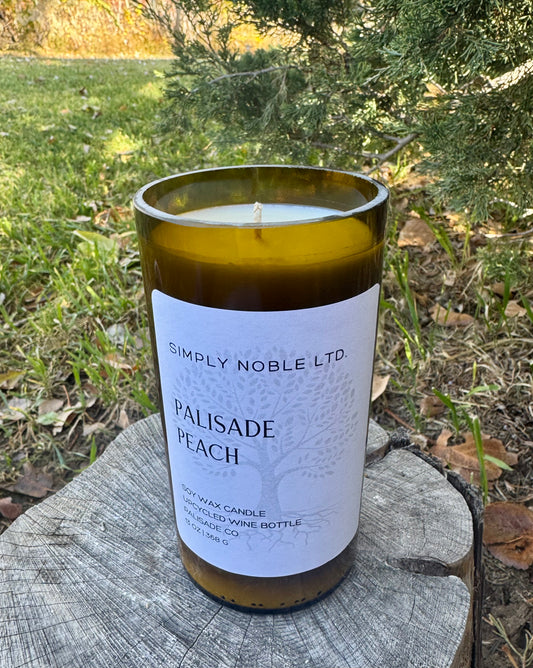 SIMPLY NOBLE LTD.
PALISADE
PEACH
SOY WAX CANDLE
UPCYCLED WINE BOTTLE
PALISADE CO
13 OZ | 368 G